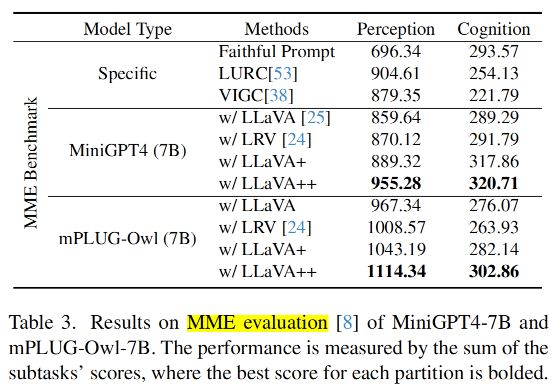 Model Type Methods Perception Cognition
MME Benchmark
Specific
Faithful Prompt 696.34 293.57
LURC[53] 904.61 254.13
VIGC[38] 879.35 221.79
MiniGPT4 (7B)
w/ LLaVA [25] 859.64 289.29
w/ LRV [24] 870.12 291.79
w/ LLaVA+ 889.32 317.86
w/ LLaVA++ 955.28 320.71
mPLUG-Owl (7B)
w/ LLaVA 967.34 276.07
w/ LRV [24] 1008.57 263.93
w/ LLaVA+ 1043.19 282.14
w/ LLaVA++ 1114.34 302.86
Table 3. Results on MME evaluation [8] of MiniGPT4-7B and
mPLUG-Owl-7B. The performance is measured by the sum of the
subtasks' scores, where the best score for each partition is bolded.